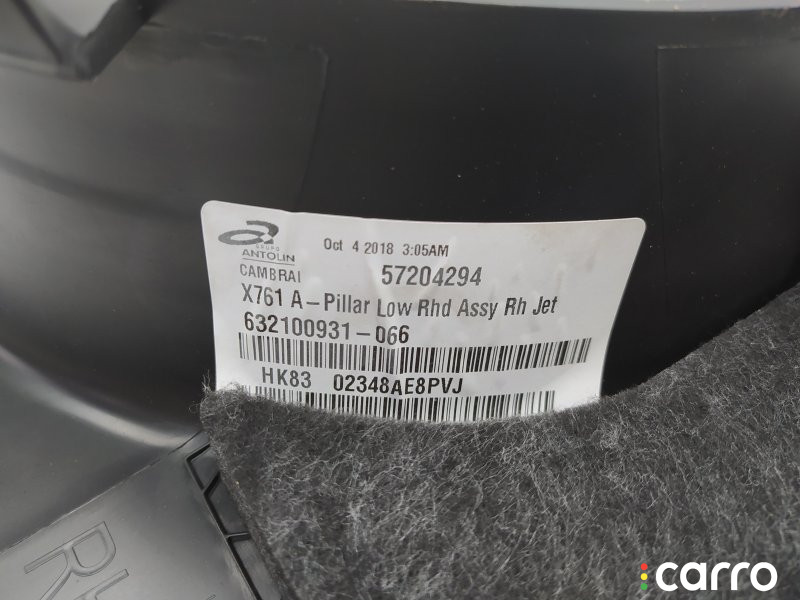 GRUPO
ANTOLIN
Oct 4 2018 3:05AM
CAMBRAI
57204294
X761 A-Pillar Low Rhd Assy Rh Jet
632100931-066
HK83 02348AE8PVJ
RH
carro